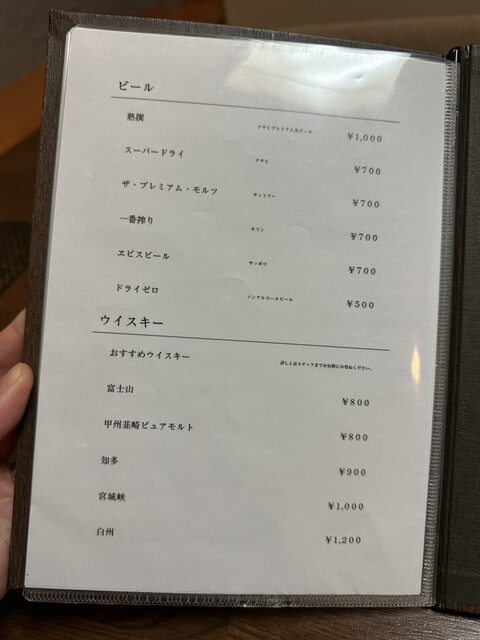 ビール
熟撰 アサヒプレミアム生ビール ¥1,000
スーパードライ アサヒ ¥700
ザ・プレミアム・モルツ サントリー ¥700
一番搾り キリン ¥700
ヱビスビール サッポロ ¥700
ドライゼロ ノンアルコールビール ¥500
ウイスキー
おすすめウイスキー 詳しくはスタッフまでお気軽にお尋ねください。
富士山 ¥800
甲州韮崎ピュアモルト ¥800
知多 ¥900
宮城峡 ¥1,000
白州 ¥1,200